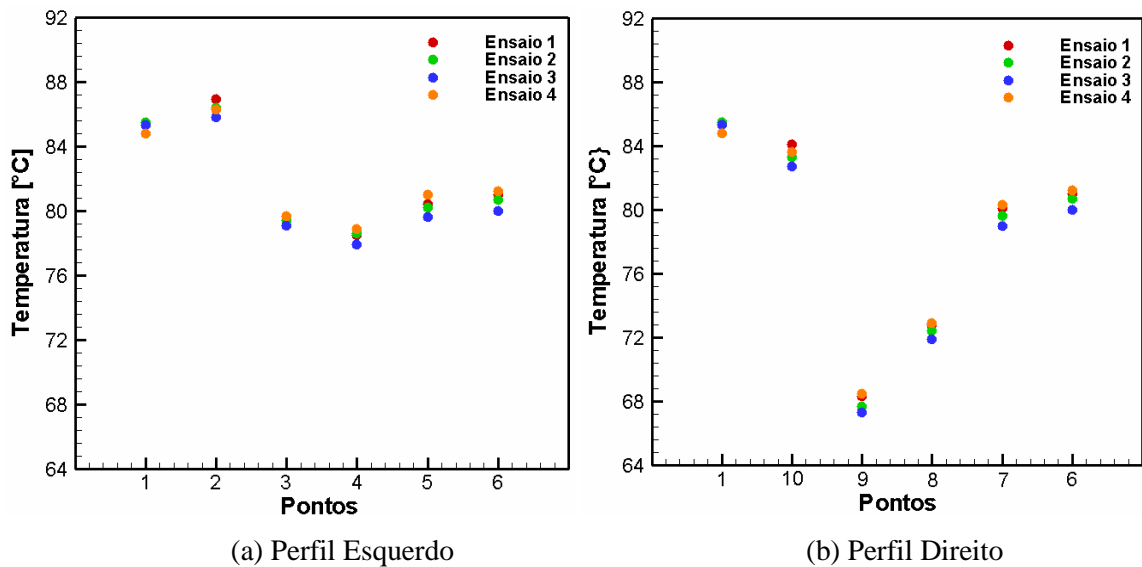 92
88
84
80
76
72
68
64
Temperatura [°C]
Ensaio 1
Ensaio 2
Ensaio 3
Ensaio 4
1 2 3 4 5 6
Pontos
(a) Perfil Esquerdo
92
88
84
80
76
72
68
64
Temperatura [°C}
Ensaio 1
Ensaio 2
Ensaio 3
Ensaio 4
1 10 9 8 7 6
Pontos
(b) Perfil Direito